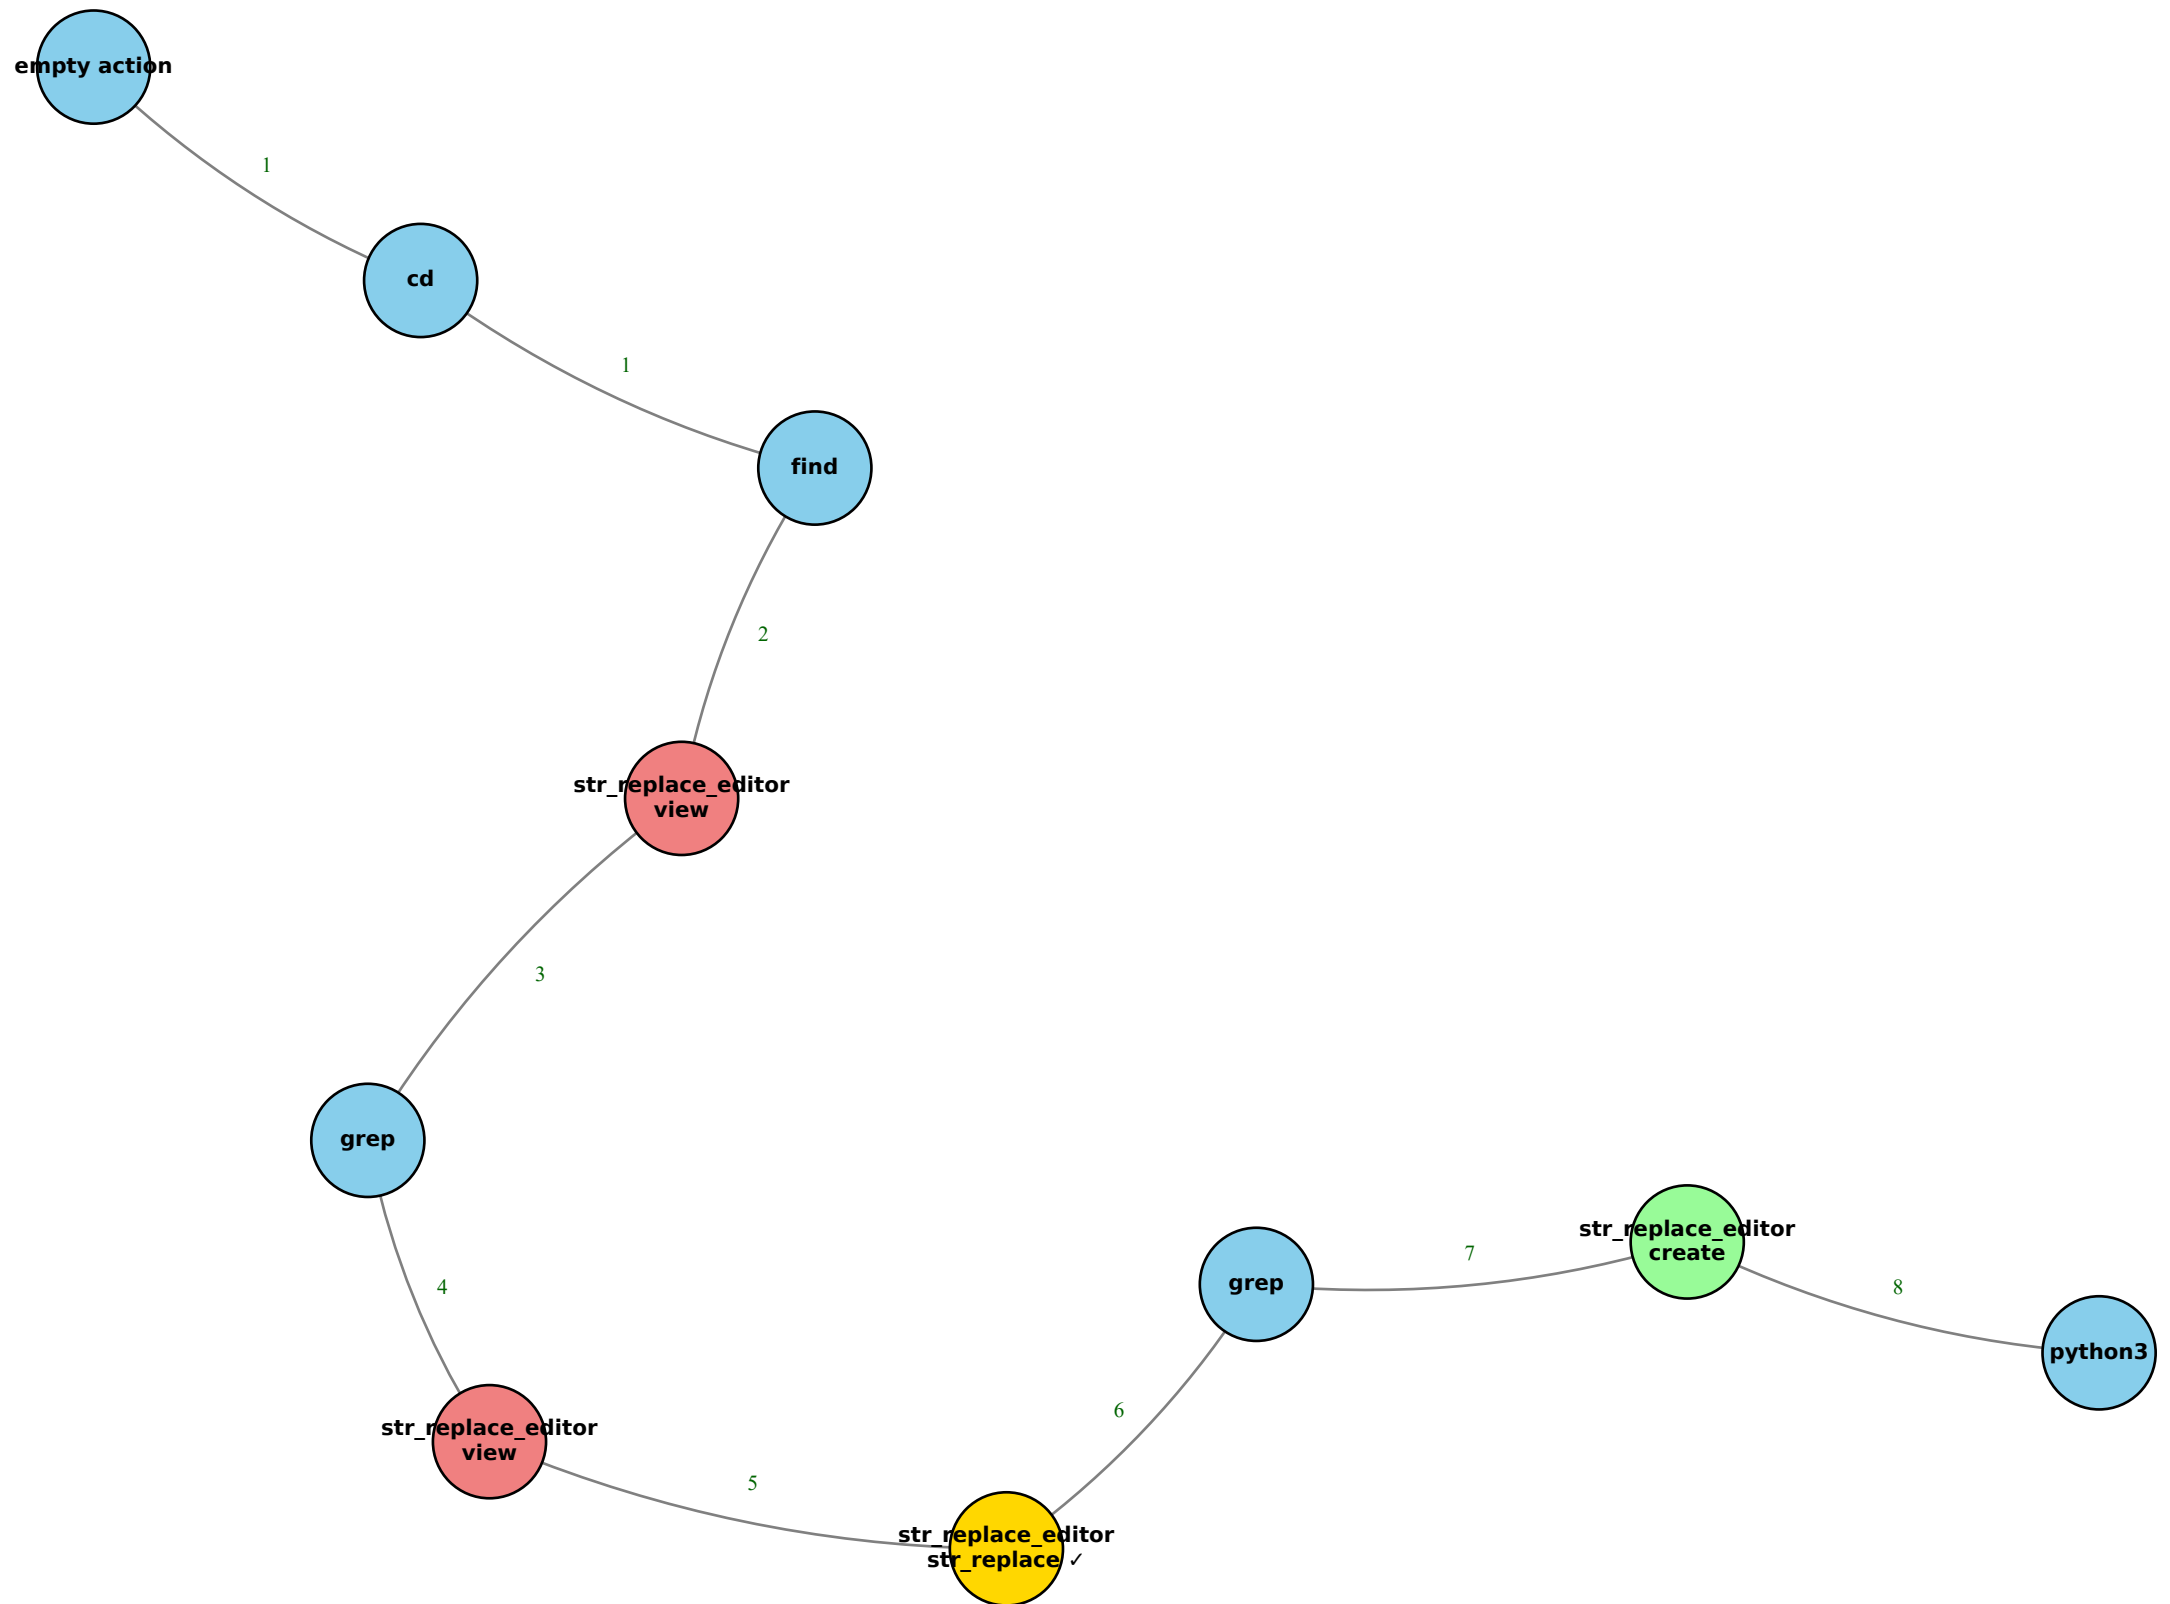 empty action
1
cd
1
find
2
str_replace_editor
view
3
grep
4
str_replace_editor
view
5
str_replace_editor
str_replace ✓
6
grep
7
str_replace_editor
create
8
python3